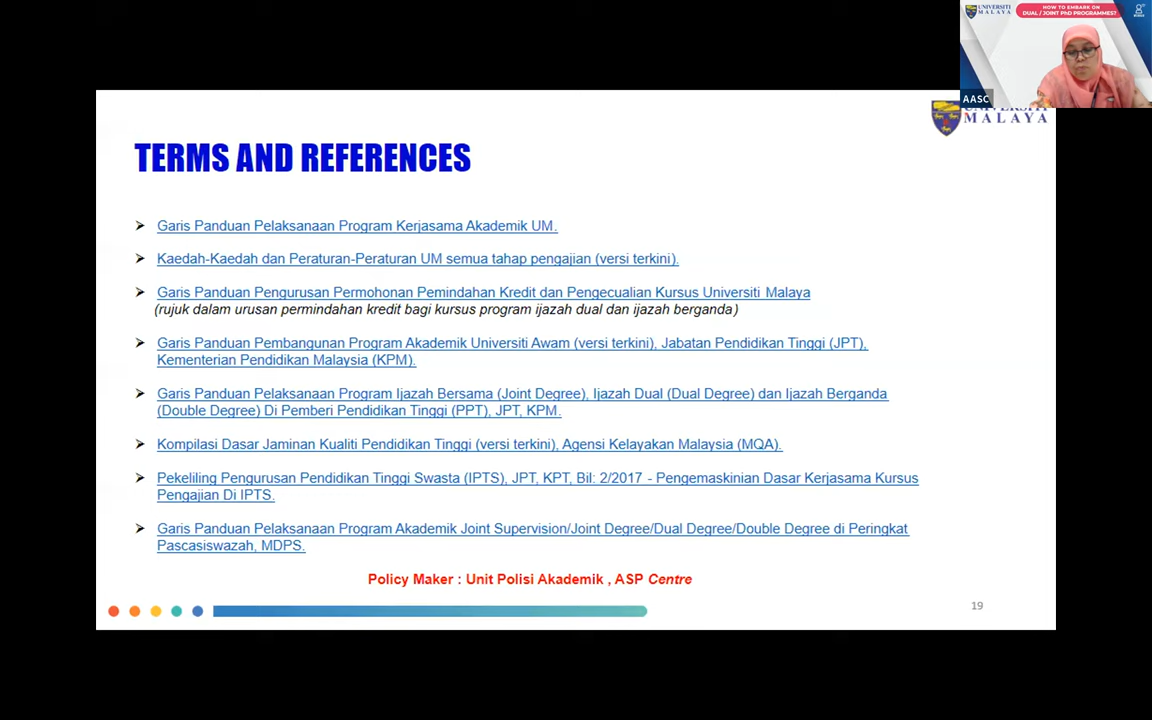 UNIVERSITI
MALAYA
HOW TO EMBARK ON
DUAL / JOINT PhD PROGRAMMES?
AASC
MALAYA
TERMS AND REFERENCES
Garis Panduan Pelaksanaan Program Kerjasama Akademik UM.
Kaedah-Kaedah dan Peraturan-Peraturan UM semua tahap pengajian (versi terkini).
Garis Panduan Pengurusan Permohonan Pemindahan Kredit dan Pengecualian Kursus Universiti Malaya
(rujuk dalam urusan permindahan kredit bagi kursus program ijazah dual dan ijazah berganda)
Garis Panduan Pembangunan Program Akademik Universiti Awam (versi terkini), Jabatan Pendidikan Tinggi (JPT),
Kementerian Pendidikan Malaysia (KPM).
Garis Panduan Pelaksanaan Program Ijazah Bersama (Joint Degree), Ijazah Dual (Dual Degree) dan Ijazah Berganda
(Double Degree) Di Pemberi Pendidikan Tinggi (PPT), JPT, KPM.
Kompilasi Dasar Jaminan Kualiti Pendidikan Tinggi (versi terkini), Agensi Kelayakan Malaysia (MQA).
Pekeliling Pengurusan Pendidikan Tinggi Swasta (IPTS), JPT, KPT, Bil: 2/2017 - Pengemaskinian Dasar Kerjasama Kursus
Pengajian Di IPTS.
Garis Panduan Pelaksanaan Program Akademik Joint Supervision/Joint Degree/Dual Degree/Double Degree di Peringkat
Pascasiswazah, MDPS.
Policy Maker : Unit Polisi Akademik , ASP Centre
19